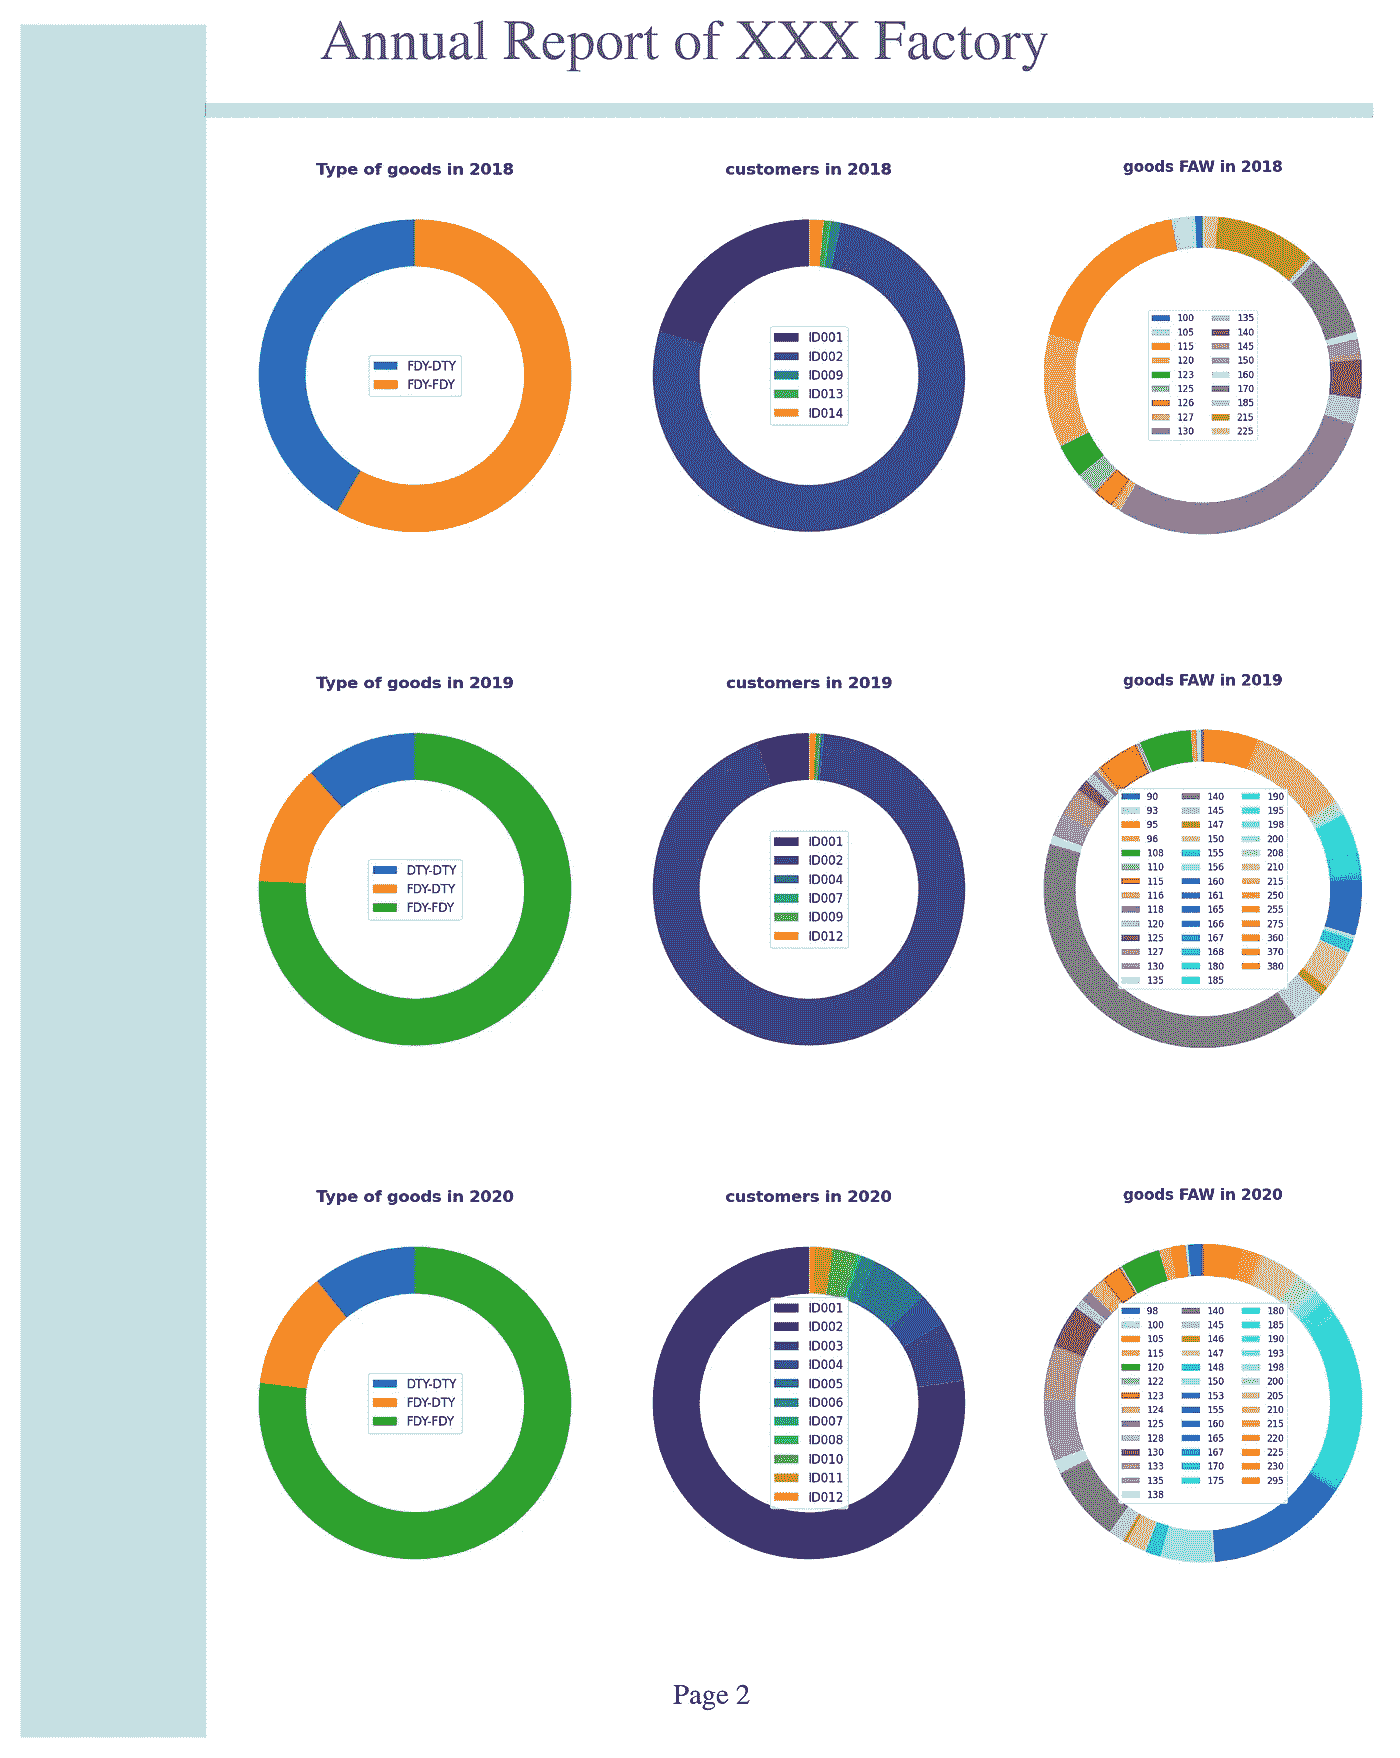 Annual Report of XXX Factory
Type of goods in 2018
FDY-DTY
FDY-FDY
customers in 2018
ID001
ID002
ID009
ID013
ID014
goods FAW in 2018
100 135
105 140
115 145
120 150
123 160
125 170
126 185
127 215
130 225
Type of goods in 2019
DTY-DTY
FDY-DTY
FDY-FDY
customers in 2019
ID001
ID002
ID004
ID007
ID009
ID012
goods FAW in 2019
90 140 190
93 145 195
95 147 198
96 150 200
108 155 208
110 156 210
115 160 215
116 161 250
118 165 255
120 166 275
125 167 360
127 168 370
130 180 380
135 185
Type of goods in 2020
DTY-DTY
FDY-DTY
FDY-FDY
customers in 2020
ID001
ID002
ID003
ID004
ID005
ID006
ID007
ID008
ID010
ID011
ID012
goods FAW in 2020
98 140 180
100 145 185
105 146 190
115 147 193
120 148 198
122 150 200
123 153 205
124 155 210
125 160 215
128 165 220
130 167 225
133 170 230
135 175 295
138
Page 2